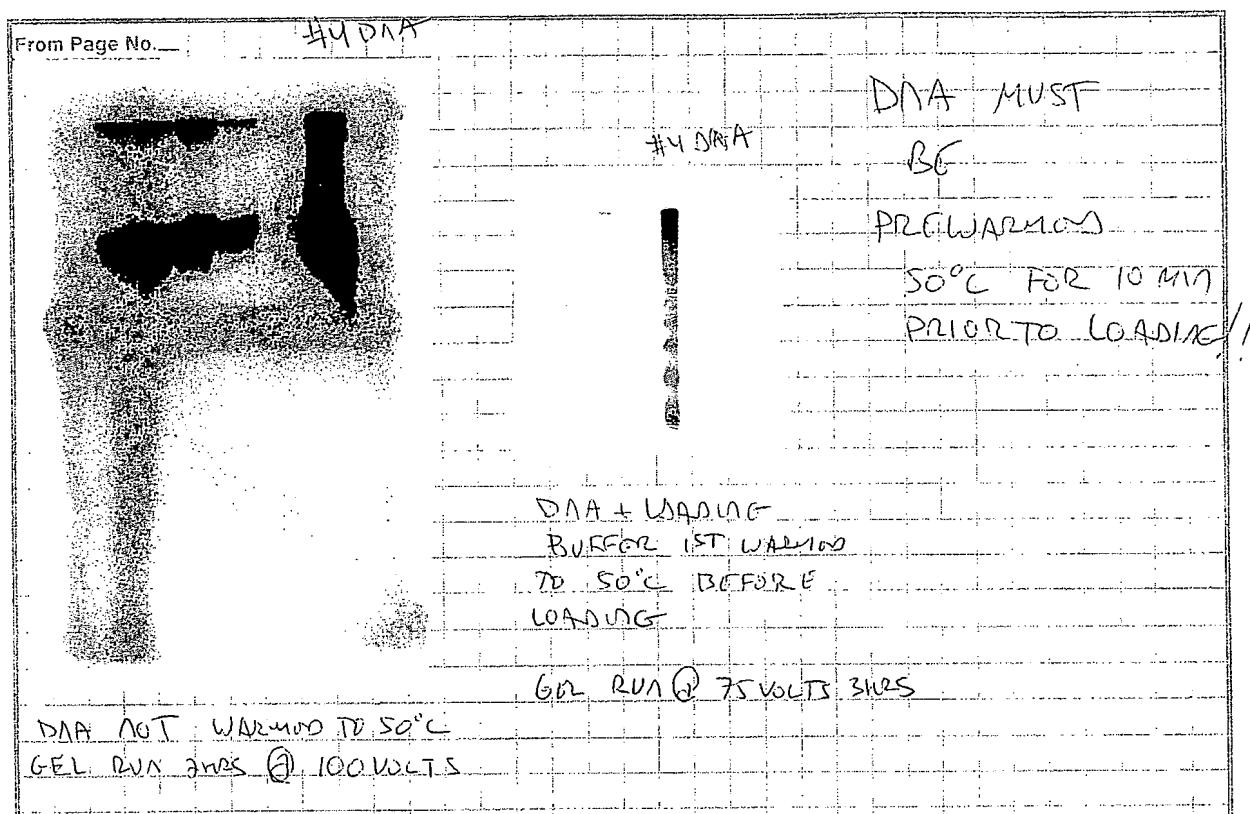 From Page No.
#4 DNA
#4 DNA
DNA MUST
BE
PREWARMED
50°C FOR 10 MIN
PRIOR TO LOADING!!
DNA + LOADING
BUFFER 1ST WARMED
TO 50°C BEFORE
LOADING
GEL RUN @ 75 VOLTS 3HRS
DNA NOT WARMED TO 50°C
GEL RUN 2HRS @ 100 VOLTS